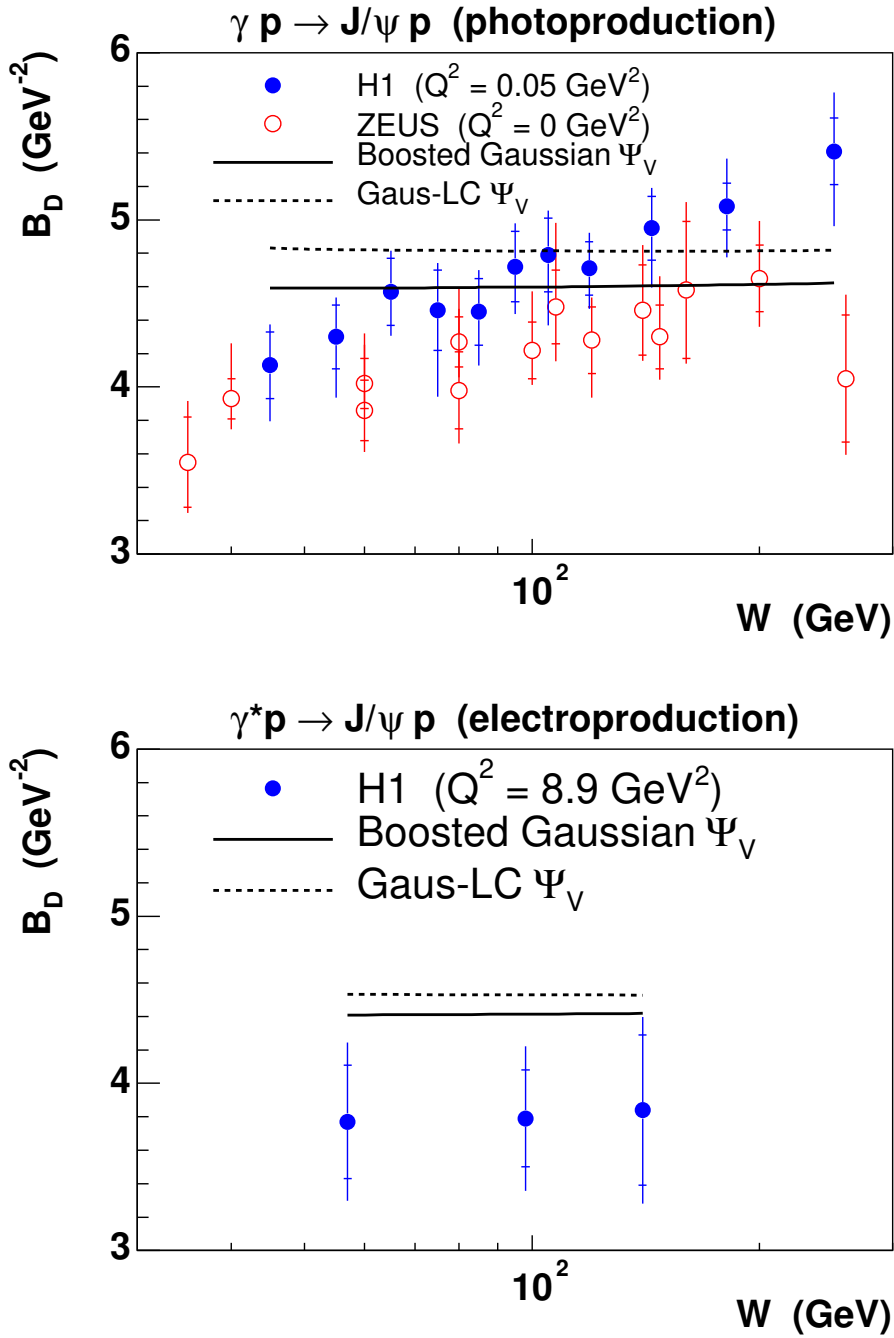 γ p → J/ψ p (photoproduction)
B_D (GeV^-2)
6
5
4
3
H1 (Q^2 = 0.05 GeV^2)
ZEUS (Q^2 = 0 GeV^2)
Boosted Gaussian Ψ_V
Gaus-LC Ψ_V
10^2
W (GeV)
γ*p → J/ψ p (electroproduction)
B_D (GeV^-2)
6
5
4
3
H1 (Q^2 = 8.9 GeV^2)
Boosted Gaussian Ψ_V
Gaus-LC Ψ_V
10^2
W (GeV)